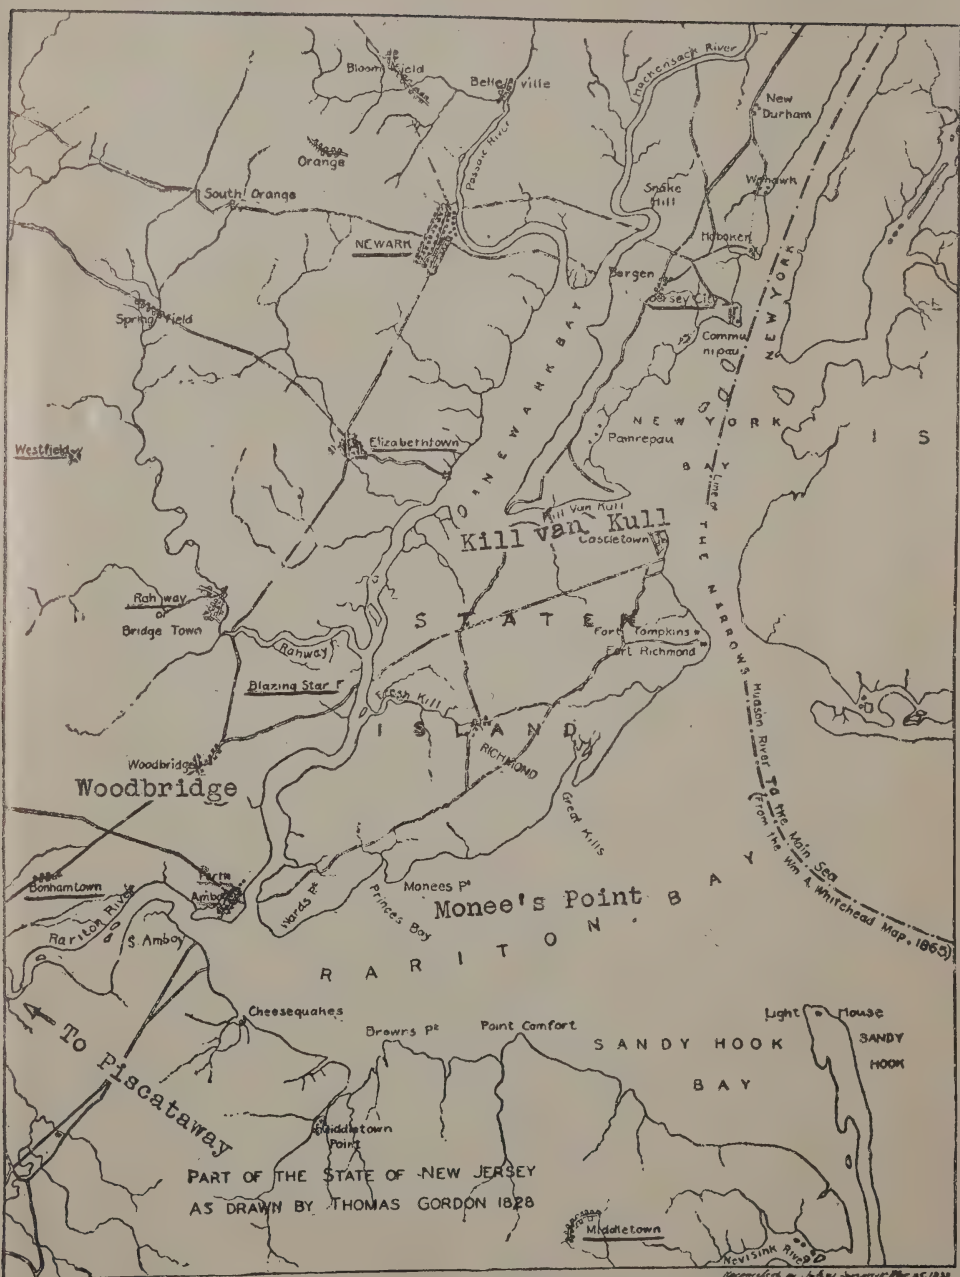 Hackensack River
Bloomfield
Belleville
New
Durham
Passaic River
Orange
South Orange
Snake
Hill
NEWARK
Hoboken
Bergen
Springfield
Commu
nipau
NEW YORK
NEWARK BAY
NEW YORK
BAY
Pamrepau
I S
Westfield
Elizabethtown
Kill Van Kull
Kill van Kull
Castletown
Line of THE NARROWS
Rahway
or
Bridge Town
STATEN
Fort Tompkins
Fort Richmond
Rahway
Blazing Star F
Fresh Kill
ISLAND
RICHMOND
Hudson River To the Main Sea
(From the Wm A. Whitehead Map. 1865)
Woodbridge
Woodbridge
Great Kills
Bonhamtown
Perth
Amboy
Wards Pt
Princes Bay
Monees Pt
Monee's Point
Rariton River
S. Amboy
RARITON BAY
Cheesequakes
Browns Pt
Point Comfort
Light House
SANDY
HOOK
SANDY HOOK
BAY
To Piscataway
Middletown
Point
PART OF THE STATE OF NEW JERSEY
AS DRAWN BY THOMAS GORDON 1828
Middletown
Nevisink River